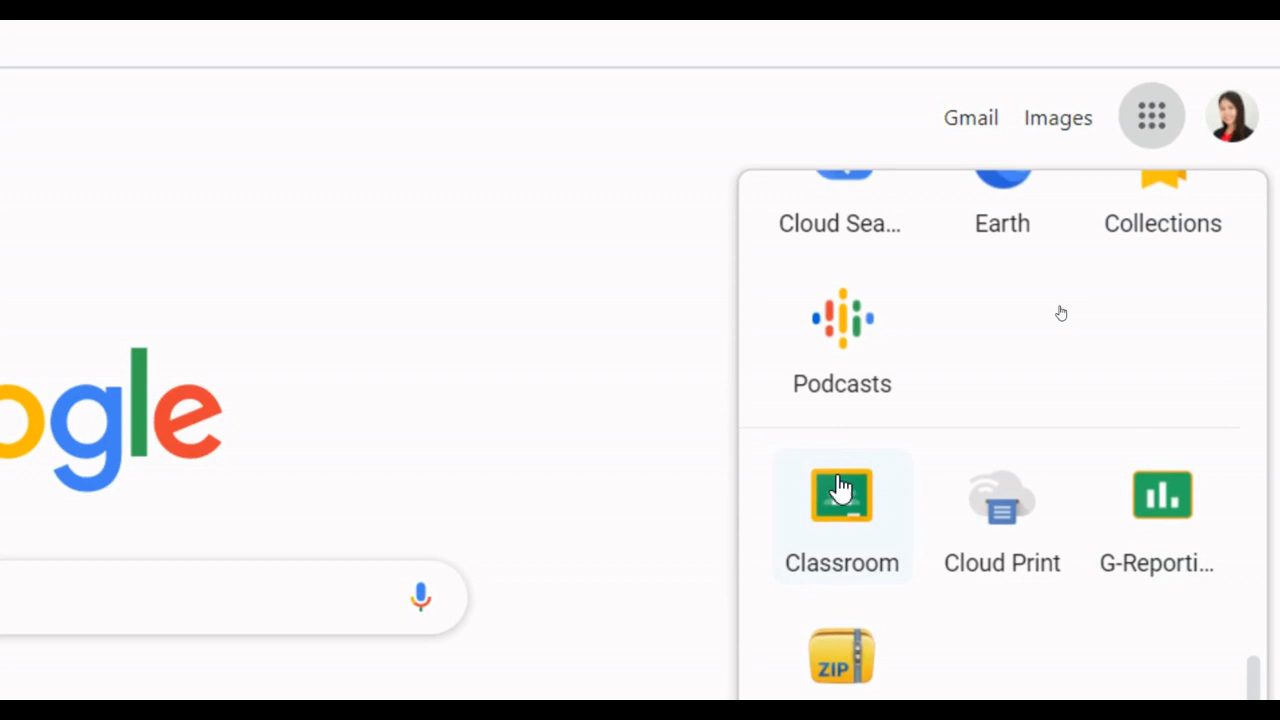 Gmail Images
Cloud Sea... Earth Collections
Podcasts
ogle
Classroom Cloud Print G-Reporti...
ZIP